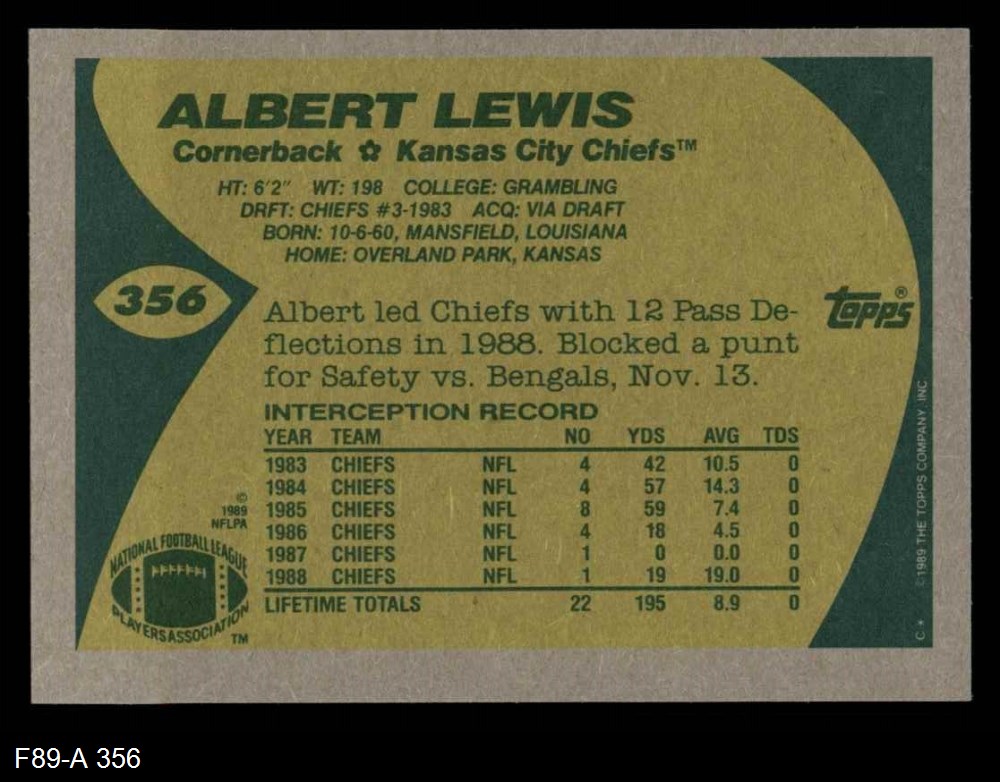 ALBERT LEWIS
Cornerback ✿ Kansas City Chiefs™
HT: 6'2" WT: 198 COLLEGE: GRAMBLING
DRFT: CHIEFS #3-1983 ACQ: VIA DRAFT
BORN: 10-6-60, MANSFIELD, LOUISIANA
HOME: OVERLAND PARK, KANSAS
356
topps®
Albert led Chiefs with 12 Pass De-
flections in 1988. Blocked a punt
for Safety vs. Bengals, Nov. 13.
INTERCEPTION RECORD
YEAR TEAM NO YDS AVG TDS
1983 CHIEFS NFL 4 42 10.5 0
1984 CHIEFS NFL 4 57 14.3 0
1985 CHIEFS NFL 8 59 7.4 0
1986 CHIEFS NFL 4 18 4.5 0
1987 CHIEFS NFL 1 0 0.0 0
1988 CHIEFS NFL 1 19 19.0 0
LIFETIME TOTALS 22 195 8.9 0
©
1989
NFLPA
NATIONAL FOOTBALL LEAGUE
PLAYERS ASSOCIATION
TM
C* ©1989 THE TOPPS COMPANY, INC
F89-A 356